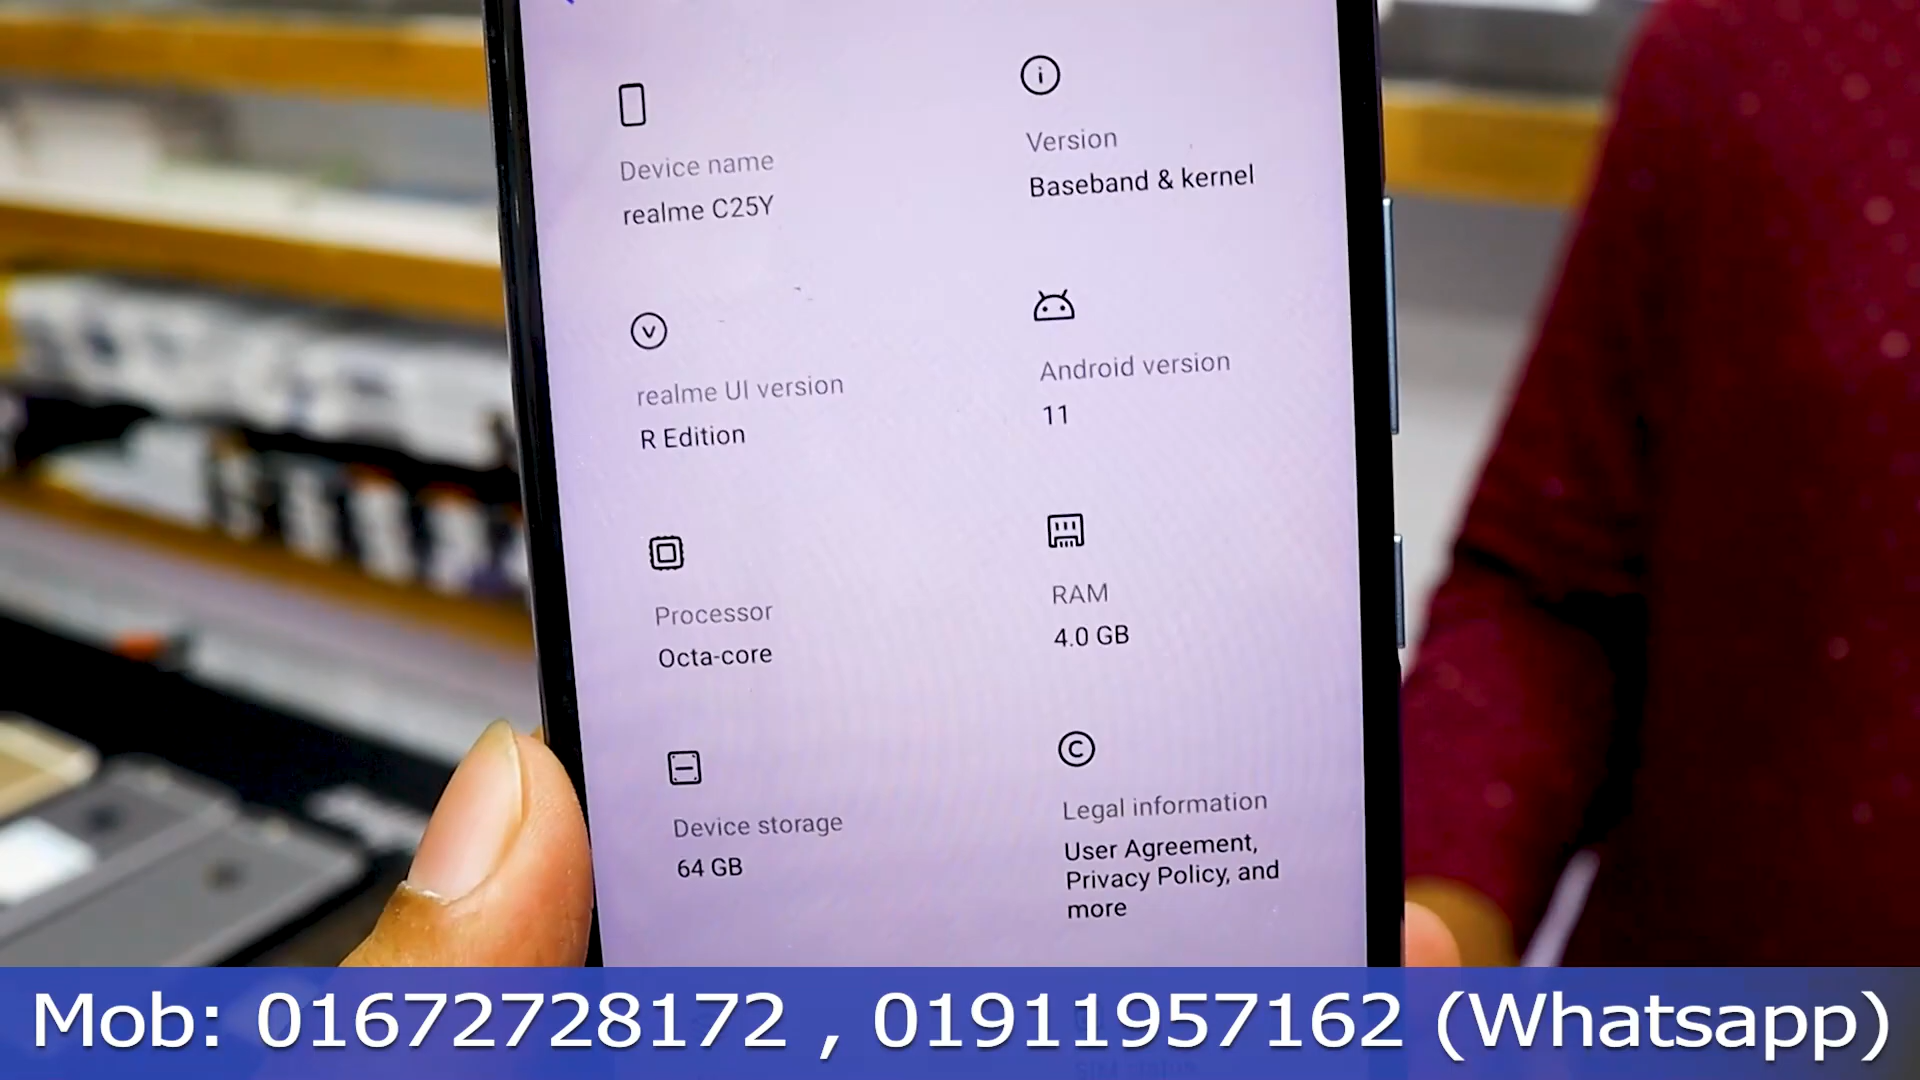 Device name
realme C25Y
Version
Baseband & kernel
realme UI version
R Edition
Android version
11
Processor
Octa-core
RAM
4.0 GB
Device storage
64 GB
Legal information
User Agreement,
Privacy Policy, and
more
Mob: 01672728172 , 01911957162 (Whatsapp)